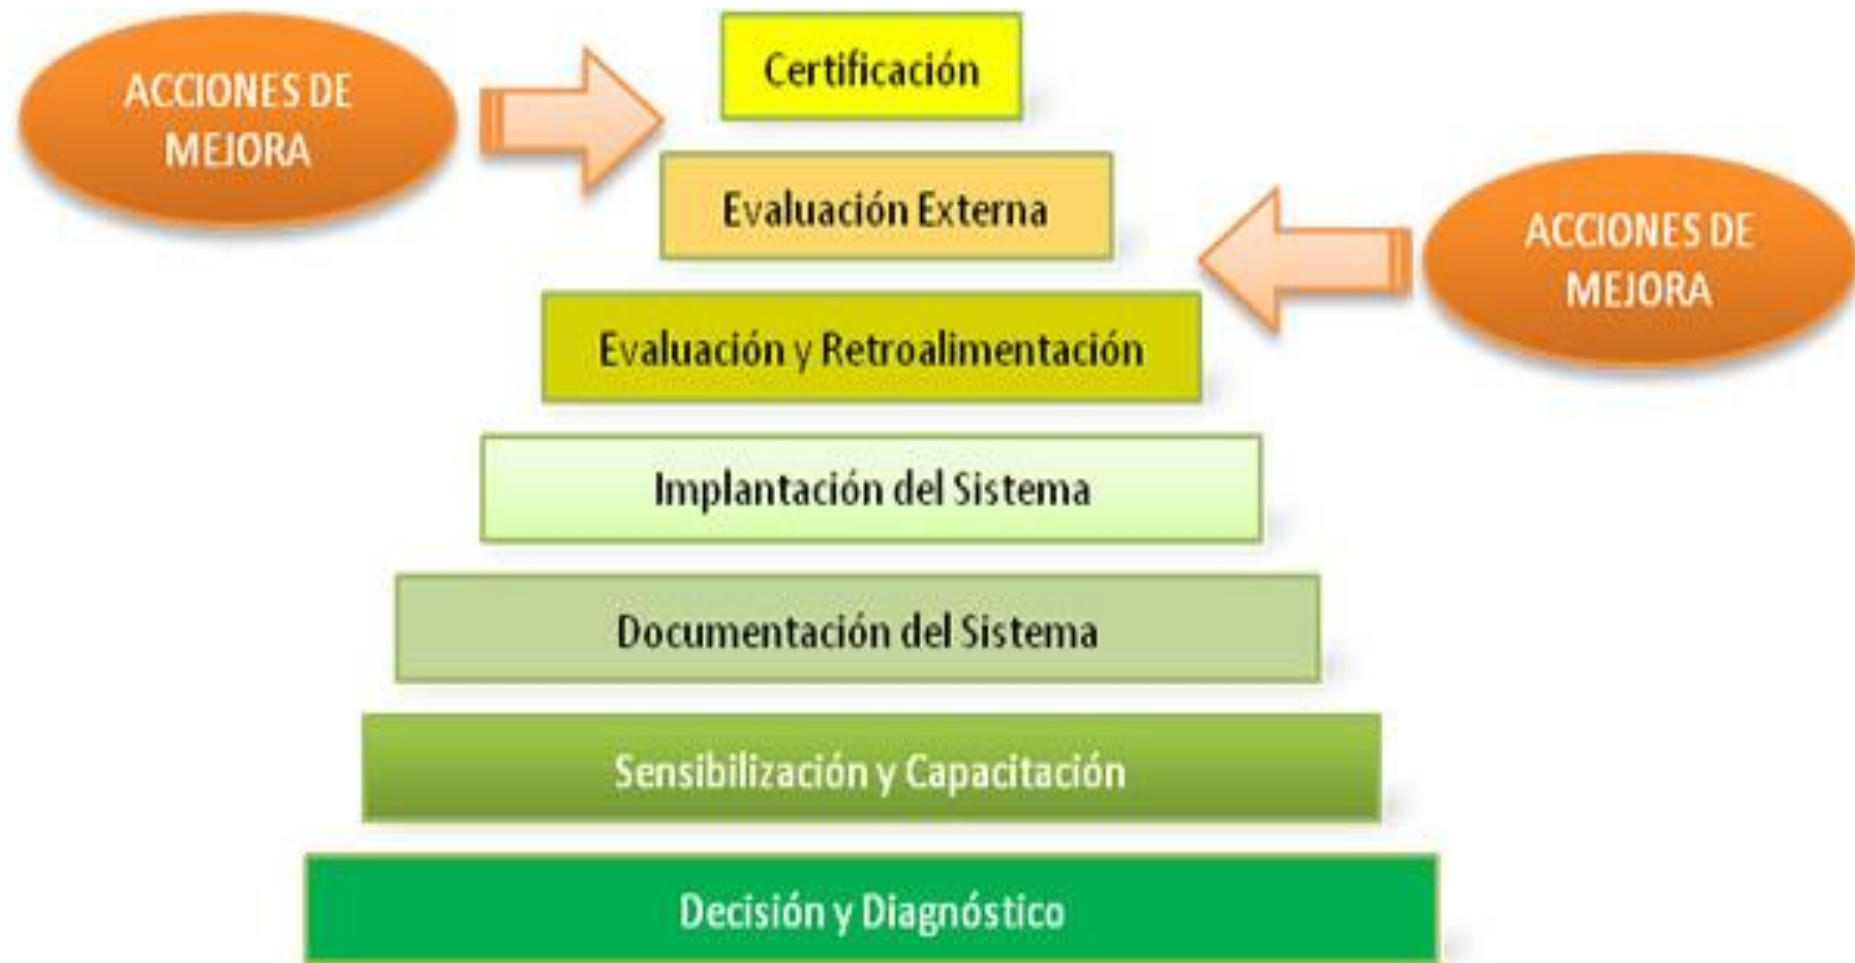 ACCIONES DE
MEJORA
Certificación
Evaluación Externa
ACCIONES DE
MEJORA
Evaluación y Retroalimentación
Implantación del Sistema
Documentación del Sistema
Sensibilización y Capacitación
Decisión y Diagnóstico